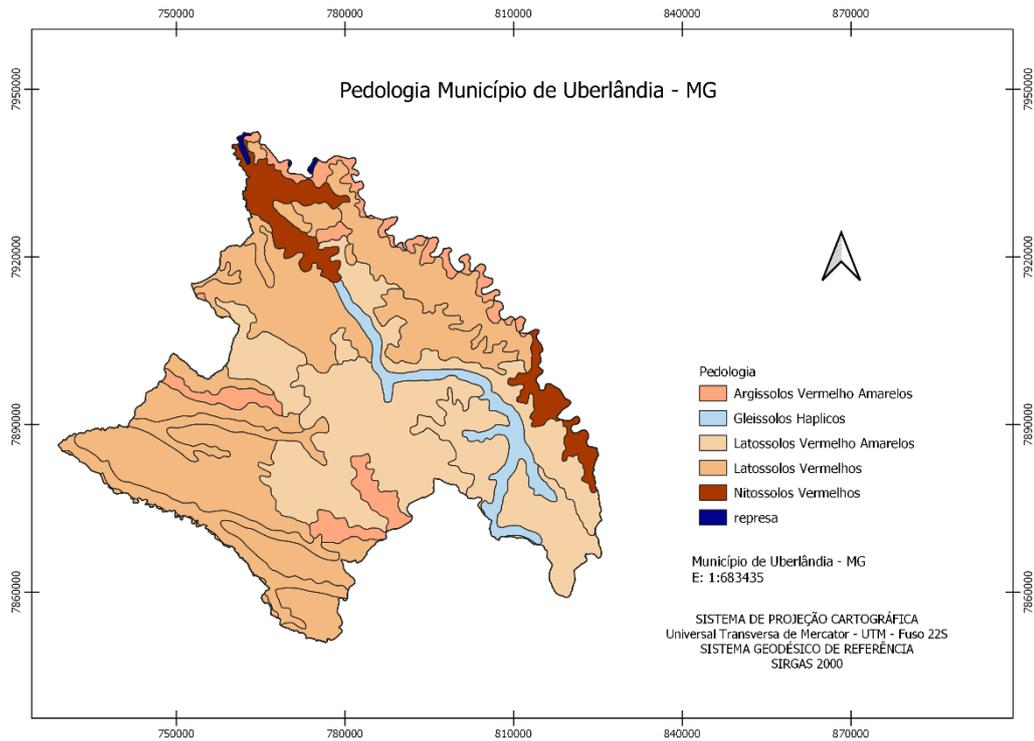 750000 780000 810000 840000 870000
Pedologia Município de Uberlândia - MG
7950000 7950000
7920000 7920000
7890000 7890000
7860000 7860000
Pedologia
Argissolos Vermelho Amarelos
Gleissolos Haplicos
Latossolos Vermelho Amarelos
Latossolos Vermelhos
Nitossolos Vermelhos
represa
Município de Uberlândia - MG
E: 1:683435
SISTEMA DE PROJEÇÃO CARTOGRÁFICA
Universal Transversa de Mercator - UTM - Fuso 22S
SISTEMA GEODÉSICO DE REFERÊNCIA
SIRGAS 2000
750000 780000 810000 840000 870000